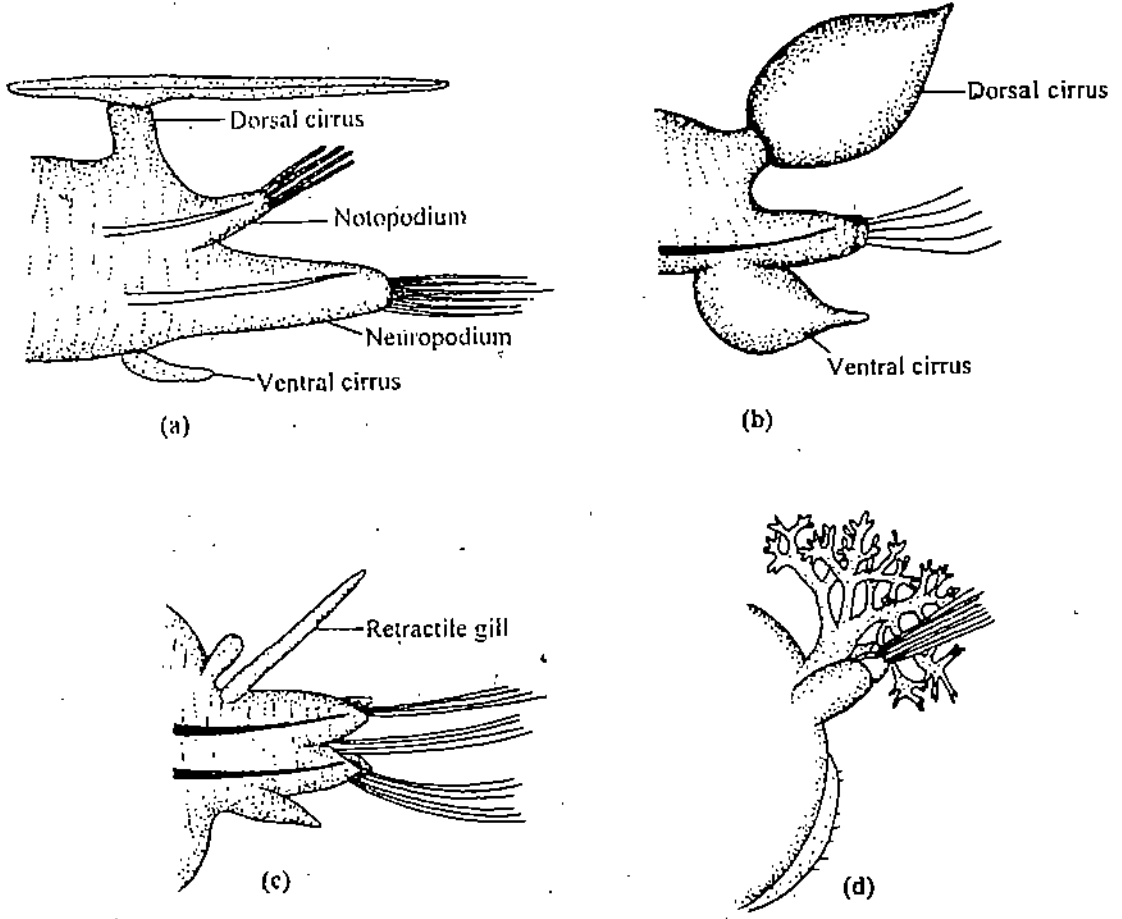 Dorsal cirrus
Notopodium
Neuropodium
Ventral cirrus
(a)
Dorsal cirrus
Ventral cirrus
(b)
Retractile gill
(c)
(d)